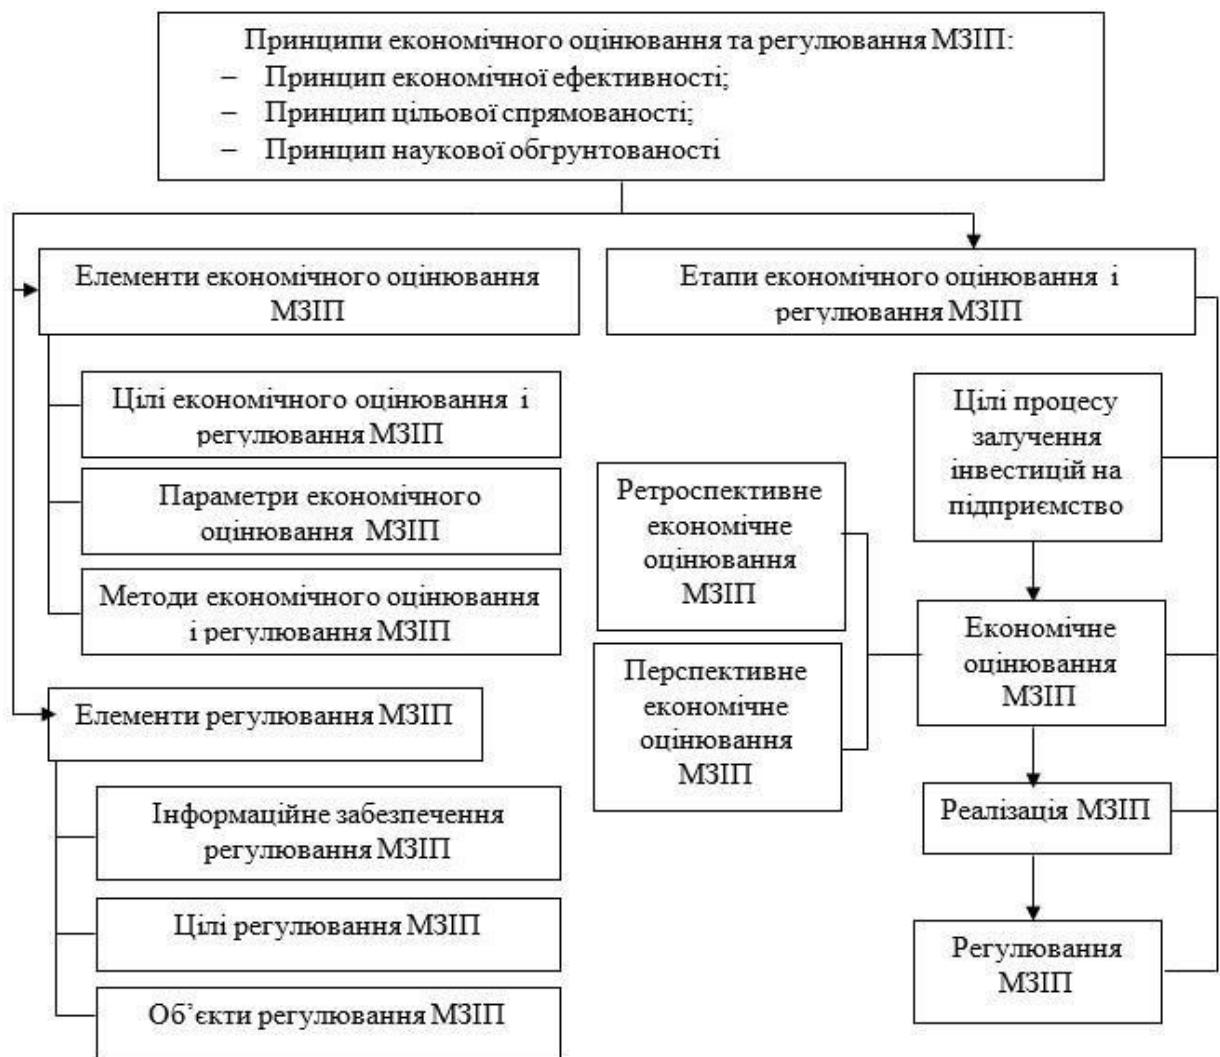 Принципи економічного оцінювання та регулювання МЗІП:
– Принцип економічної ефективності;
– Принцип цільової спрямованості;
– Принцип наукової обгрунтованості
Елементи економічного оцінювання
МЗІП
Цілі економічного оцінювання і
регулювання МЗІП
Параметри економічного
оцінювання МЗІП
Методи економічного оцінювання
і регулювання МЗІП
Елементи регулювання МЗІП
Інформаційне забезпечення
регулювання МЗІП
Цілі регулювання МЗІП
Об’єкти регулювання МЗІП
Етапи економічного оцінювання і
регулювання МЗІП
Цілі процесу
залучення
інвестицій на
підприємство
Ретроспективне
економічне
оцінювання
МЗІП
Перспективне
економічне
оцінювання
МЗІП
Економічне
оцінювання
МЗІП
Реалізація МЗІП
Регулювання
МЗІП